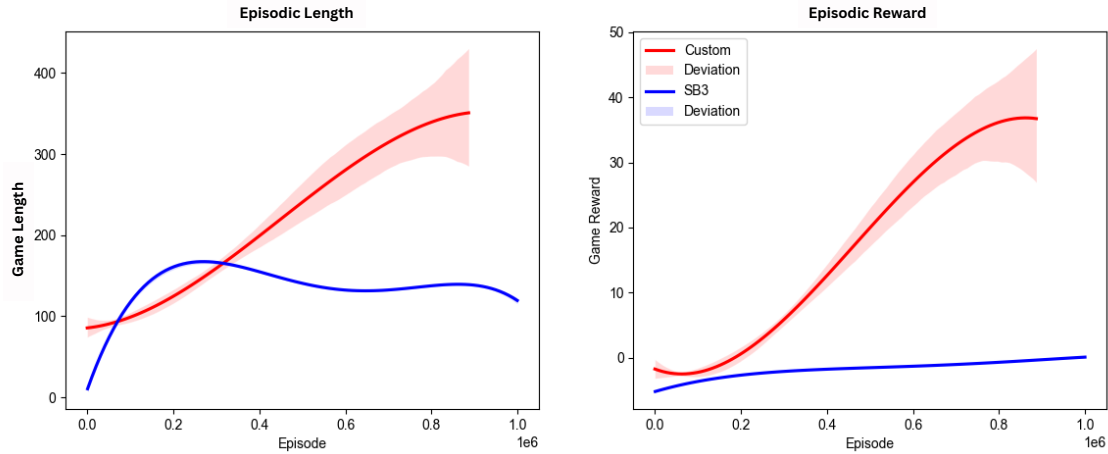 Episodic Length
Game Length
400
300
200
100
0
0.0 0.2 0.4 0.6 0.8 1.0
Episode
1e6
Episodic Reward
Game Reward
50
40
30
20
10
0
Custom
Deviation
SB3
Deviation
0.0 0.2 0.4 0.6 0.8 1.0
Episode
1e6